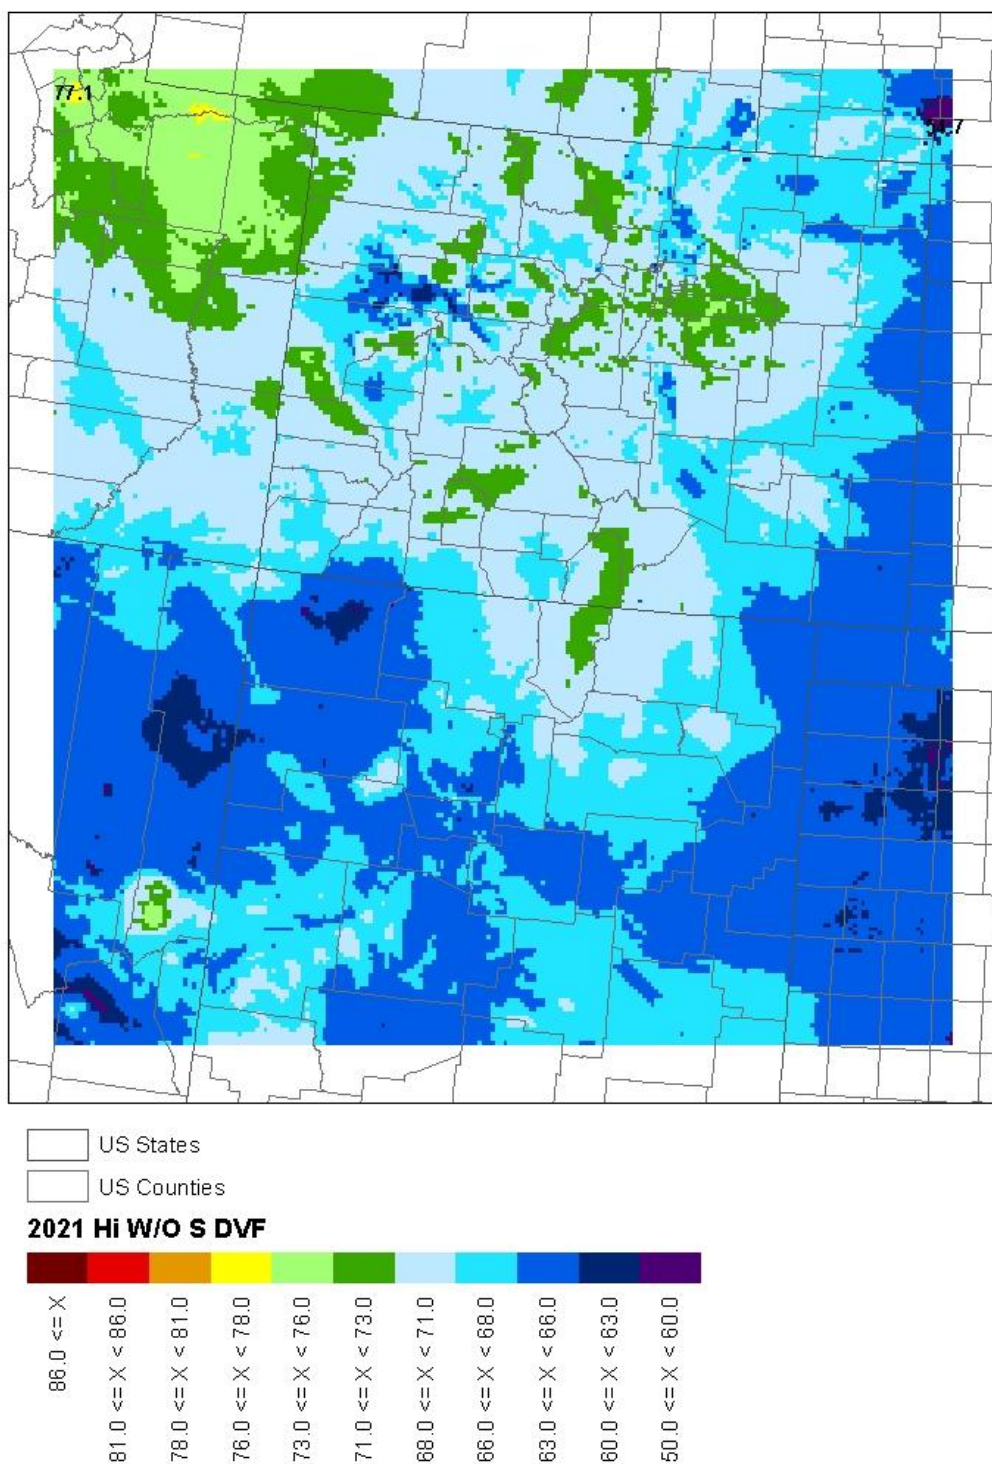 77.1
US States
US Counties
2021 Hi W/O S DVF
86.0 <= X
81.0 <= X < 86.0
78.0 <= X < 81.0
76.0 <= X < 78.0
73.0 <= X < 76.0
71.0 <= X < 73.0
68.0 <= X < 71.0
66.0 <= X < 68.0
63.0 <= X < 66.0
60.0 <= X < 63.0
50.0 <= X < 60.0